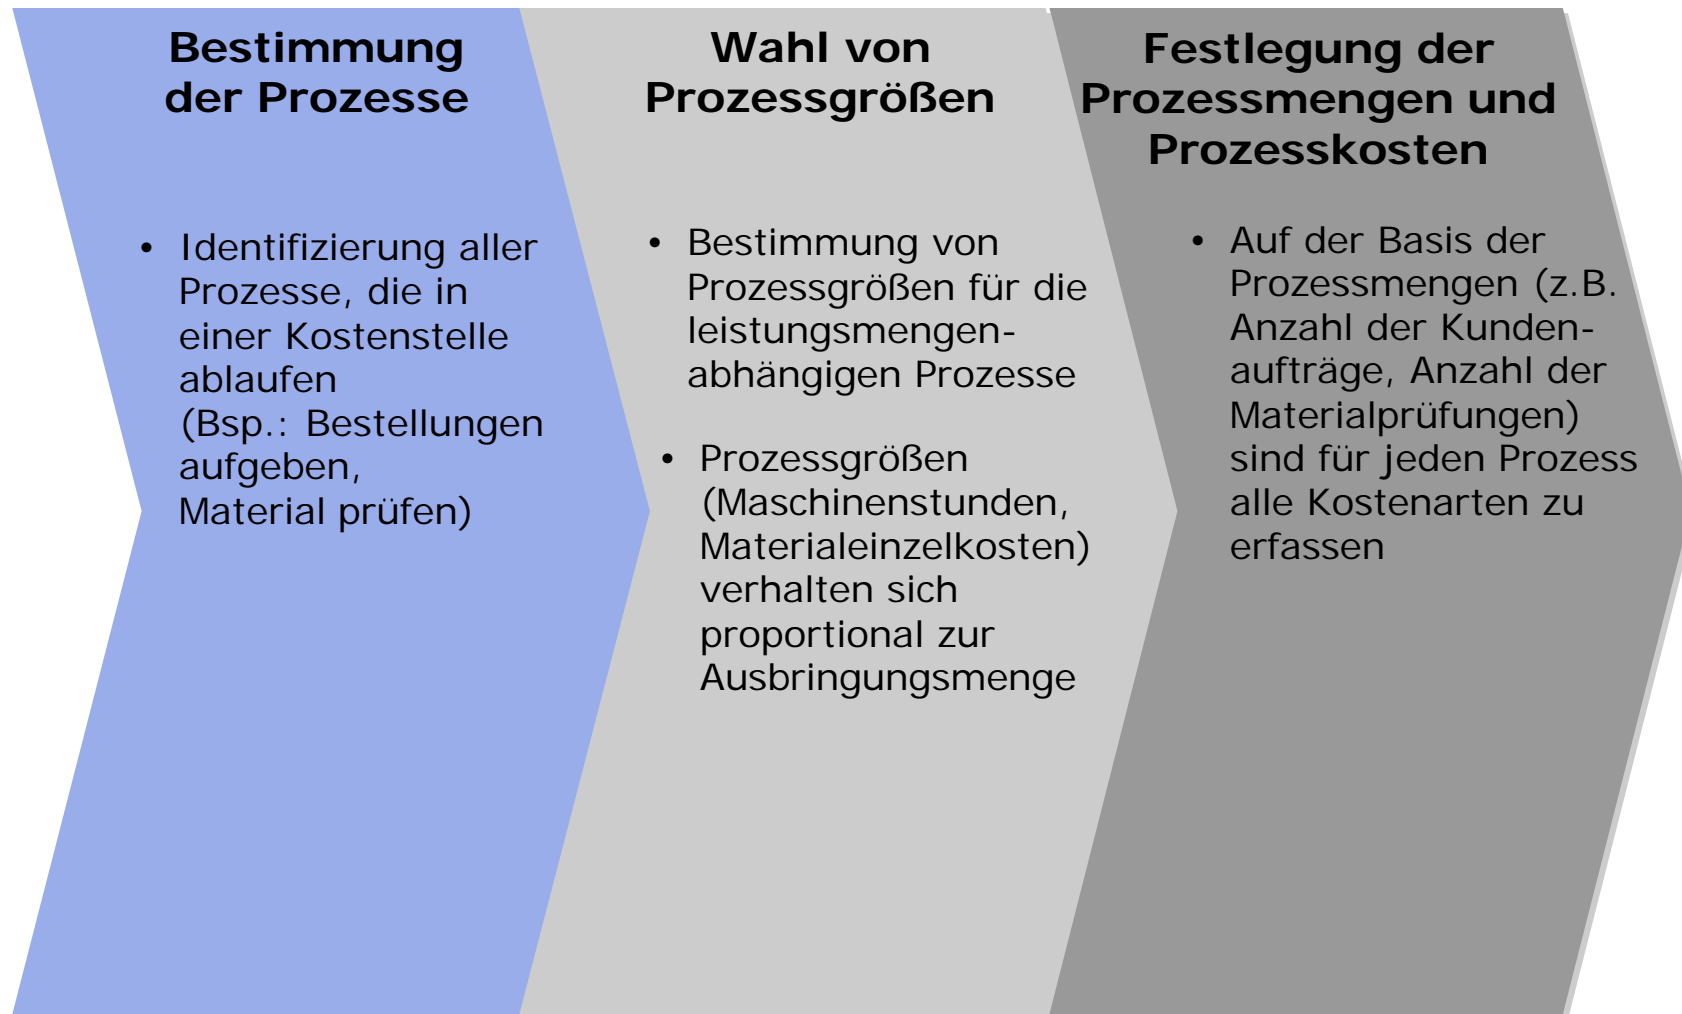 Bestimmung
der Prozesse
• Identifizierung aller
Prozesse, die in
einer Kostenstelle
ablaufen
(Bsp.: Bestellungen
aufgeben,
Material prüfen)
Wahl von
Prozessgrößen
• Bestimmung von
Prozessgrößen für die
leistungsmengen-
abhängigen Prozesse
• Prozessgrößen
(Maschinenstunden,
Materialeinzelkosten)
verhalten sich
proportional zur
Ausbringungsmenge
Festlegung der
Prozessmengen und
Prozesskosten
• Auf der Basis der
Prozessmengen (z.B.
Anzahl der Kunden-
aufträge, Anzahl der
Materialprüfungen)
sind für jeden Prozess
alle Kostenarten zu
erfassen